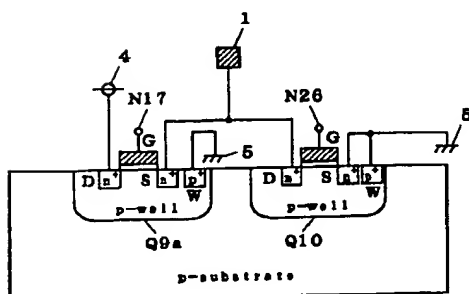 1
4
N17
N26
G
G
5
5
D n+ S n+ p+
D n+ S n+ p+
W
W
p-well
p-well
Q9a
Q10
p-substrate